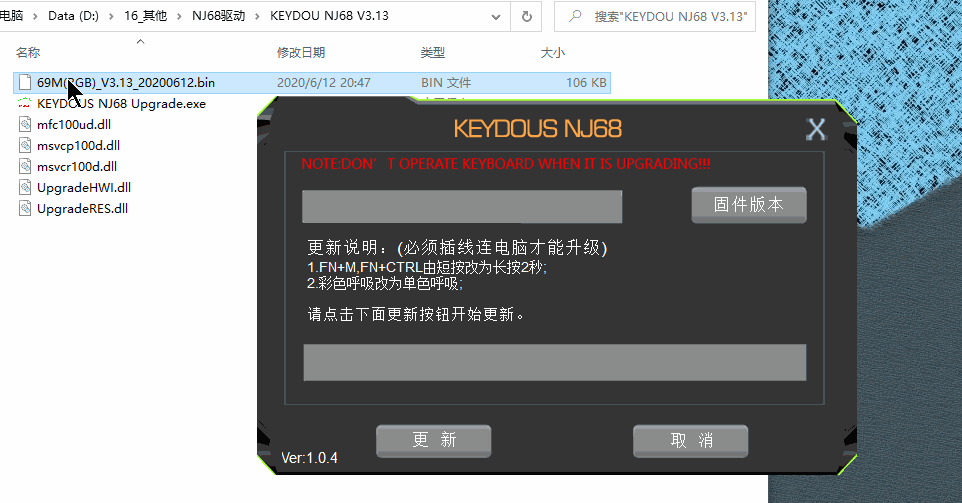 电脑 › Data (D:) › 16_其他 › NJ68驱动 › KEYDOU NJ68 V3.13
搜索"KEYDOU NJ68 V3.13"
名称 修改日期 类型 大小
69M(RGB)_V3.13_20200612.bin 2020/6/12 20:47 BIN 文件 106 KB
KEYDOUS NJ68 Upgrade.exe
mfc100ud.dll
msvcp100d.dll
msvcr100d.dll
UpgradeHWI.dll
UpgradeRES.dll
KEYDOUS NJ68
X
NOTE:DON’T OPERATE KEYBOARD WHEN IT IS UPGRADING!!!
固件版本
更新说明：(必须插线连电脑才能升级)
1.FN+M,FN+CTRL由短按改为长按2秒;
2.彩色呼吸改为单色呼吸;
请点击下面更新按钮开始更新。
更 新 取 消
Ver:1.0.4